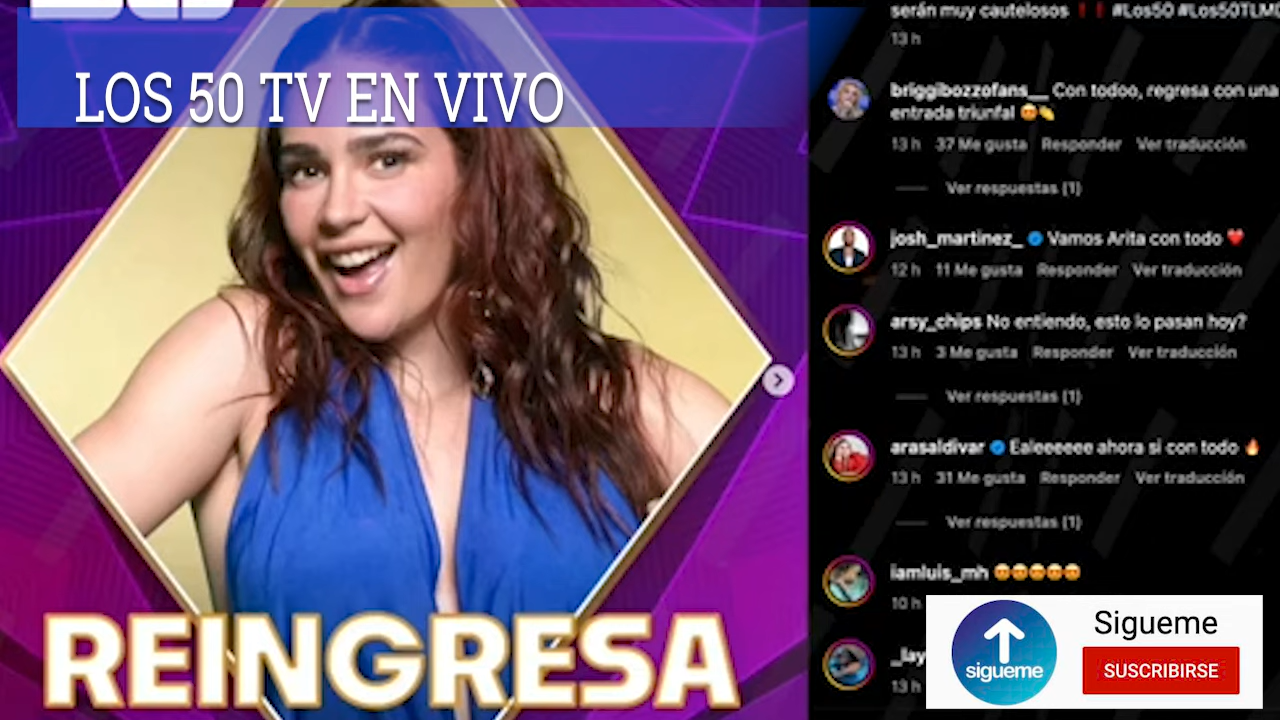 LOS 50 TV EN VIVO
REINGRESA
serán muy cautelosos ❗❗ #Los50 #Los50TLMD
13 h
briggibozzofans__ Con todoo, regresa con una
entrada triunfal
13 h 37 Me gusta Responder Ver traducción
Ver respuestas (1)
josh_martinez_ Vamos Arita con todo ❤️
12 h 11 Me gusta Responder Ver traducción
arsy_chips No entiendo, esto lo pasan hoy?
13 h 3 Me gusta Responder Ver traducción
Ver respuestas (1)
arasaldivar Ealeeeeee ahora si con todo 🔥
13 h 31 Me gusta Responder Ver traducción
Ver respuestas (1)
iamluis_mh
10 h
_lay
13 h
sigueme
Sigueme
SUSCRIBIRSE